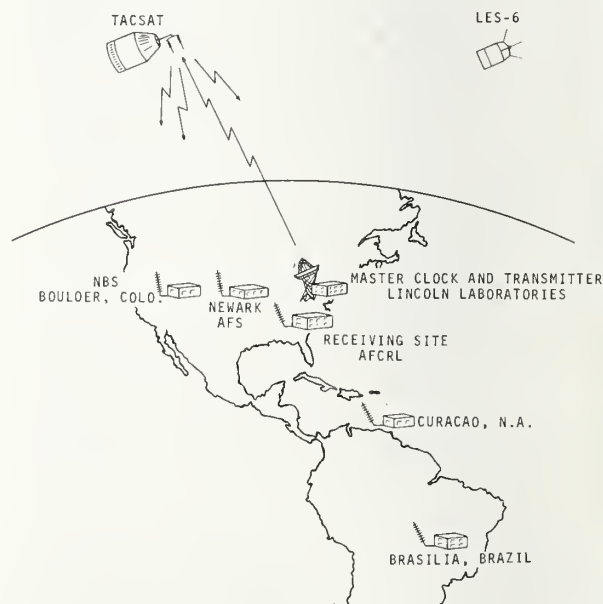 TACSAT
LES-6
NBS
BOULOER, COLO.
NEWARK
AFS
MASTER CLOCK AND TRANSMITTER
LINCOLN LABORATORIES
RECEIVING SITE
AFCRL
CURACAO, N.A.
BRASILIA, BRAZIL